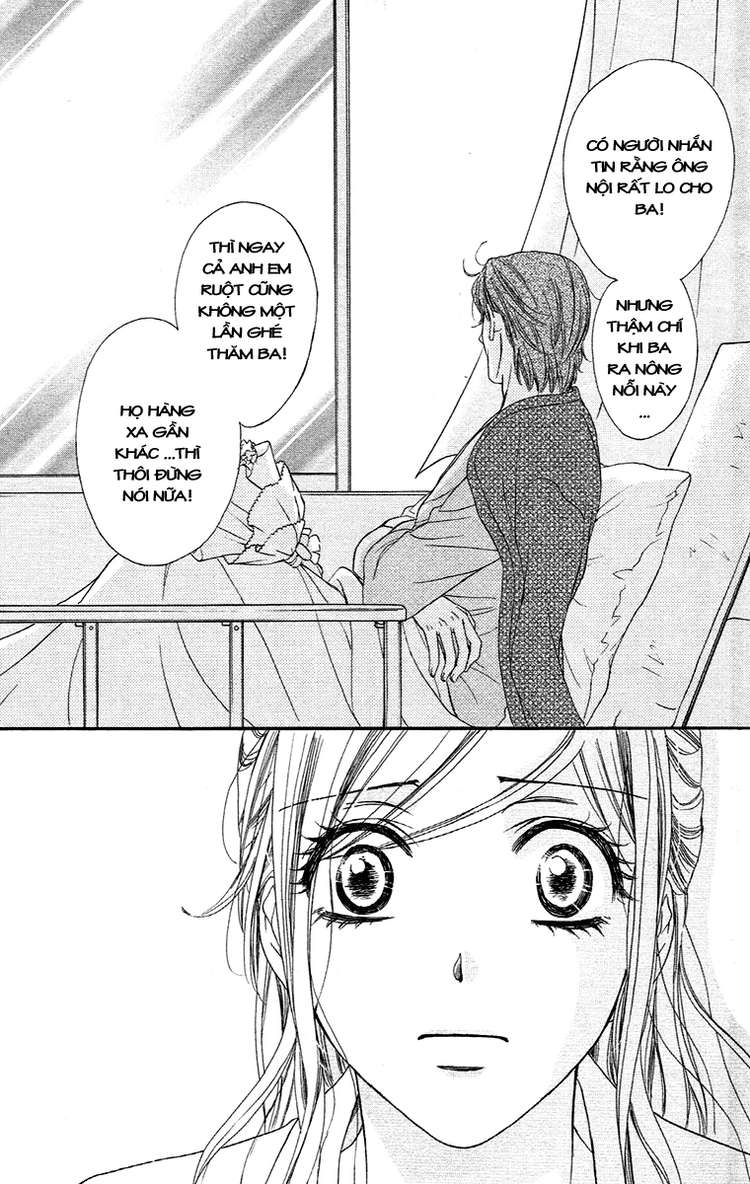 CÓ NGƯỜI NHẮN
TIN RẰNG ÔNG
NỘI RẤT LO CHO
BA!
NHƯNG
THẬM CHÍ
KHI BA
RA NÔNG
NỖI NÀY
...
THÌ NGAY
CẢ ANH EM
RUỘT CŨNG
KHÔNG MỘT
LẦN GHÉ
THĂM BA!
HỌ HÀNG
XA GẦN
KHÁC ...THÌ
THÔI ĐỪNG
NÓI NỮA!